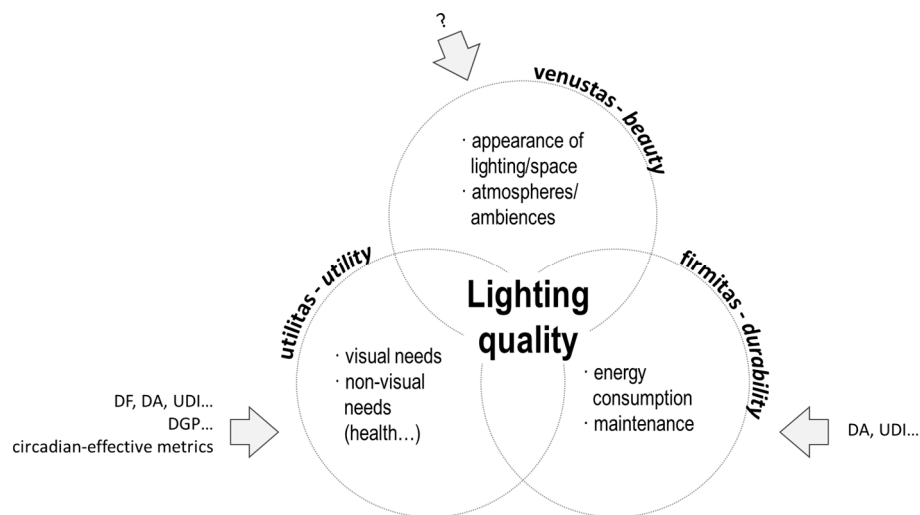 ?
venustas - beauty
· appearance of
lighting/space
· atmospheres/
ambiences
utilitas - utility
firmitas - durability
Lighting
quality
· visual needs
· non-visual
needs
(health...)
· energy
consumption
· maintenance
DF, DA, UDI...
DGP...
circadian-effective metrics
DA, UDI...